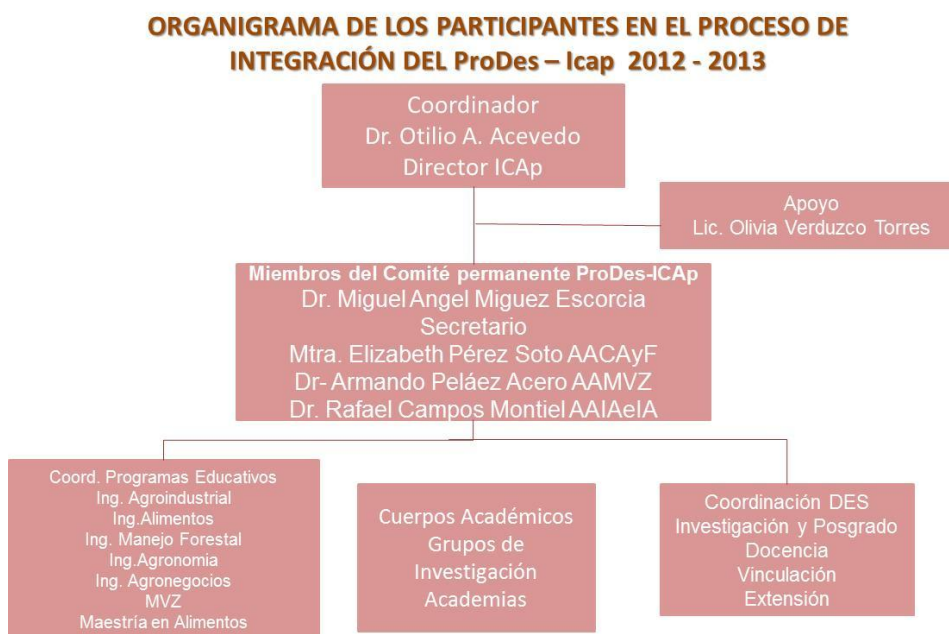 ORGANIGRAMA DE LOS PARTICIPANTES EN EL PROCESO DE
INTEGRACIÓN DEL ProDes – Icap 2012 - 2013
Coordinador
Dr. Otilio A. Acevedo
Director ICAp
Apoyo
Lic. Olivia Verduzco Torres
Miembros del Comité permanente ProDes-ICAp
Dr. Miguel Angel Miguez Escorcia
Secretario
Mtra. Elizabeth Pérez Soto AACAyF
Dr- Armando Peláez Acero AAMVZ
Dr. Rafael Campos Montiel AAIAeIA
Coord. Programas Educativos
Ing. Agroindustrial
Ing.Alimentos
Ing. Manejo Forestal
Ing.Agronomia
Ing. Agronegocios
MVZ
Maestría en Alimentos
Cuerpos Académicos
Grupos de
Investigación
Academias
Coordinación DES
Investigación y Posgrado
Docencia
Vinculación
Extensión